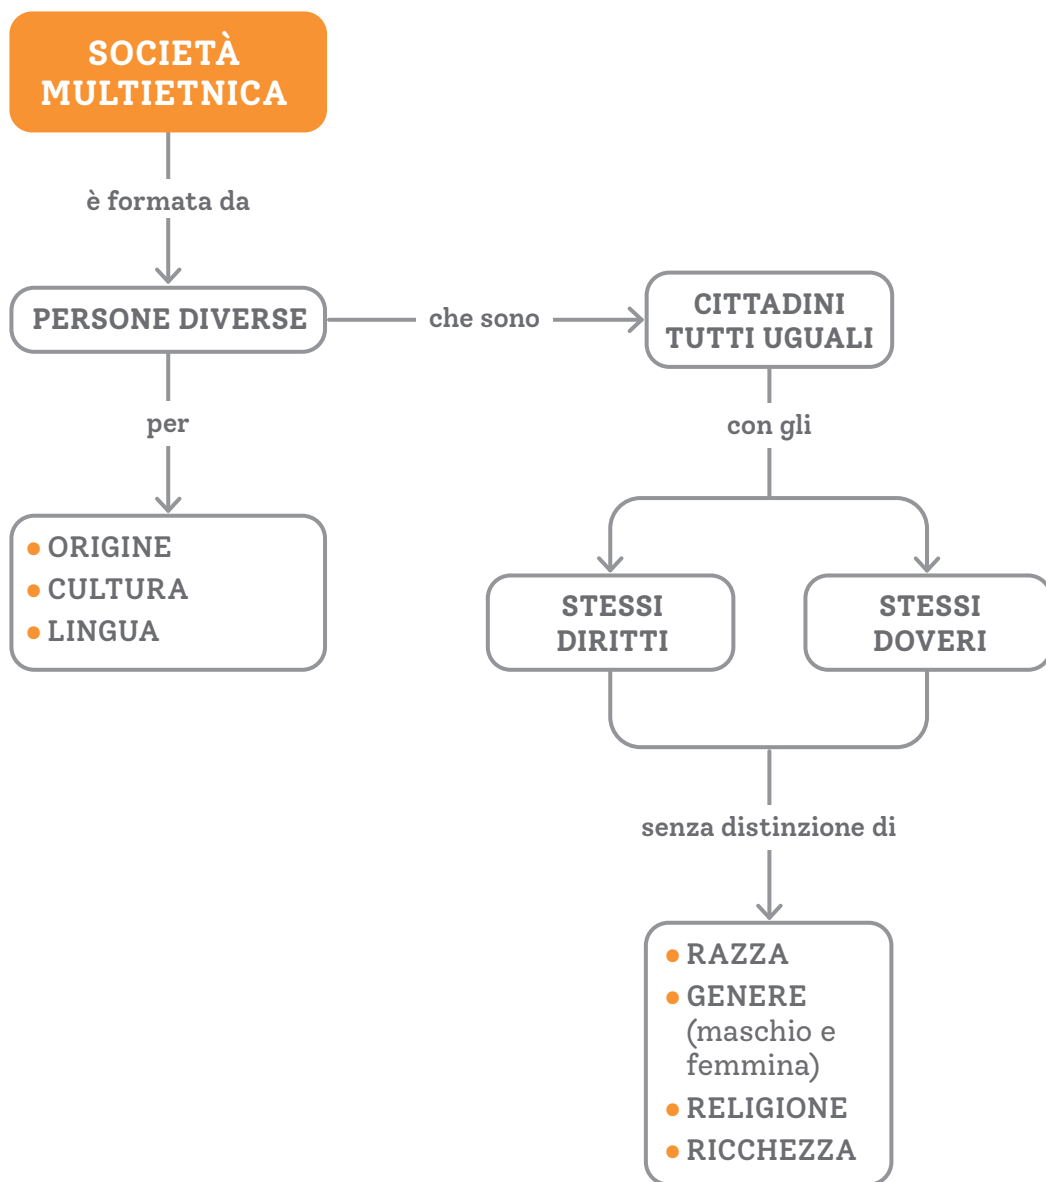 SOCIETÀ
MULTIETNICA
è formata da
PERSONE DIVERSE
che sono
CITTADINI
TUTTI UGUALI
per
con gli
ORIGINE
CULTURA
LINGUA
STESSI
DIRITTI
STESSI
DOVERI
senza distinzione di
RAZZA
GENERE
(maschio e
femmina)
RELIGIONE
RICCHEZZA